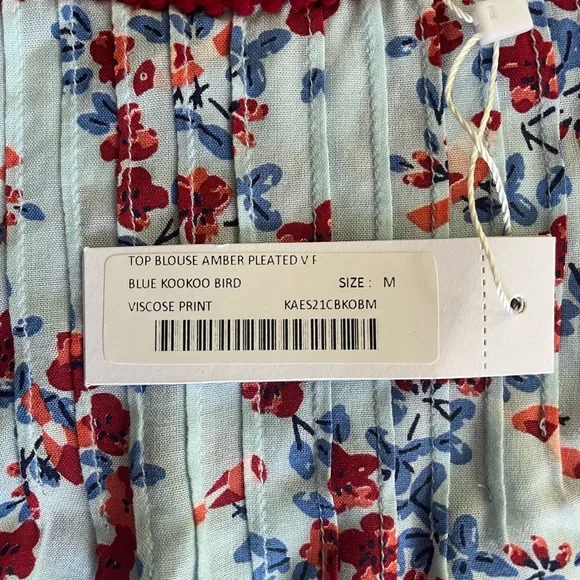 TOP BLOUSE AMBER PLEATED V F
BLUE KOOKOO BIRD SIZE : M
VISCOSE PRINT KAES21CBKOBM